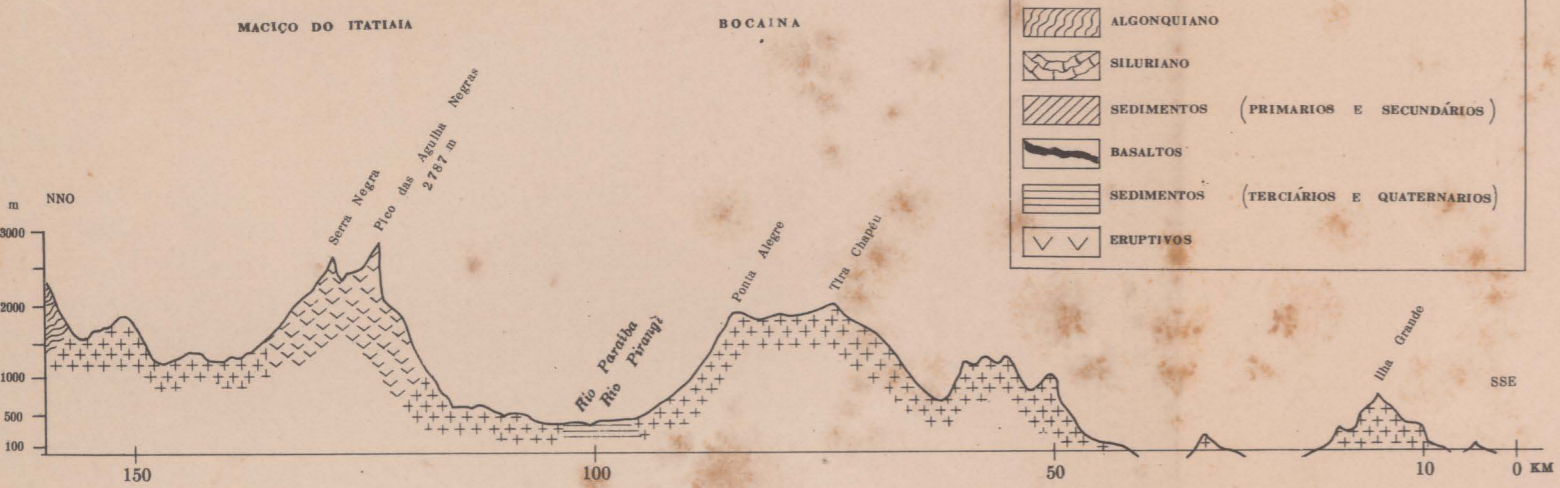 MACIÇO DO ITATIAIA
BOCAINA
ALGONQUIANO
SILURIANO
SEDIMENTOS (PRIMARIOS E SECUNDÁRIOS)
BASALTOS
SEDIMENTOS (TERCIÁRIOS E QUATERNARIOS)
ERUPTIVOS
m
NNO
3000
2000
1000
500
100
Serra Negra
Pico das Agulha Negras
2787 m
Rio Paraiba
Rio Pirangì
Ponta Alegre
Tira Chapéu
Ilha Grande
SSE
150
100
50
10
0 KM